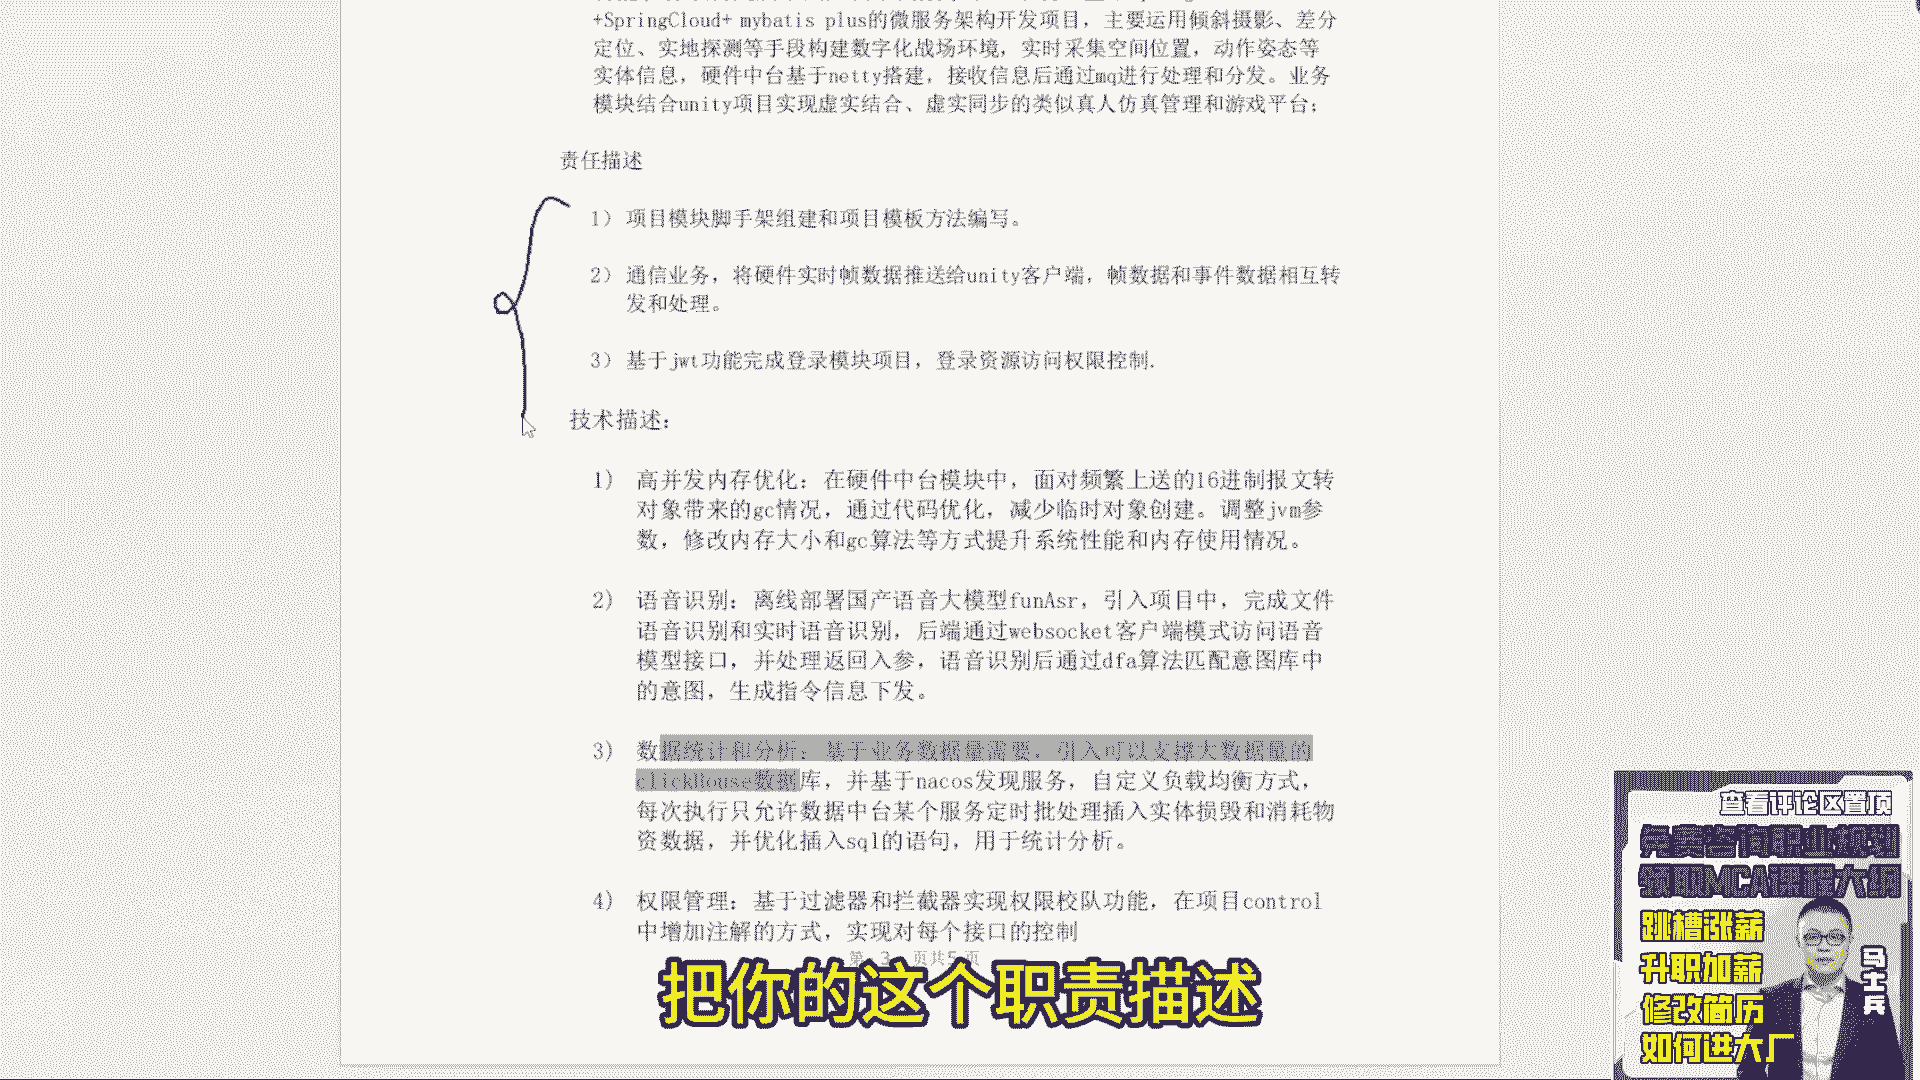 +SpringCloud+ mybatis plus的微服务架构开发项目，主要运用倾斜摄影、差分
定位、实地探测等手段构建数字化战场环境，实时采集空间位置，动作姿态等
实体信息，硬件中台基于netty搭建，接收信息后通过mq进行处理和分发。业务
模块结合unity项目实现虚实结合、虚实同步的类似真人仿真管理和游戏平台；
责任描述
1） 项目模块脚手架组建和项目模板方法编写。
2） 通信业务，将硬件实时帧数据推送给unity客户端，帧数据和事件数据相互转
发和处理。
3） 基于jwt功能完成登录模块项目，登录资源访问权限控制.
技术描述：
1） 高并发内存优化：在硬件中台模块中，面对频繁上送的16进制报文转
对象带来的gc情况，通过代码优化，减少临时对象创建。调整jvm参
数，修改内存大小和gc算法等方式提升系统性能和内存使用情况。
2） 语音识别：离线部署国产语音大模型funAsr，引入项目中，完成文件
语音识别和实时语音识别，后端通过websocket客户端模式访问语音
模型接口，并处理返回入参，语音识别后通过dfa算法匹配意图库中
的意图，生成指令信息下发。
3） 数据统计和分析：基于业务数据量需要，引入可以支撑大数据量的
clickHouse数据库，并基于nacos发现服务，自定义负载均衡方式，
每次执行只允许数据中台某个服务定时批处理插入实体损毁和消耗物
资数据，并优化插入sql的语句，用于统计分析。
4） 权限管理：基于过滤器和拦截器实现权限校队功能，在项目control
中增加注解的方式，实现对每个接口的控制
第 3 页共5页
把你的这个职责描述
查看评论区置顶
免费咨询职业规划
领取MCA课程大纲
跳槽涨薪
升职加薪
修改简历
如何进大厂
马士兵